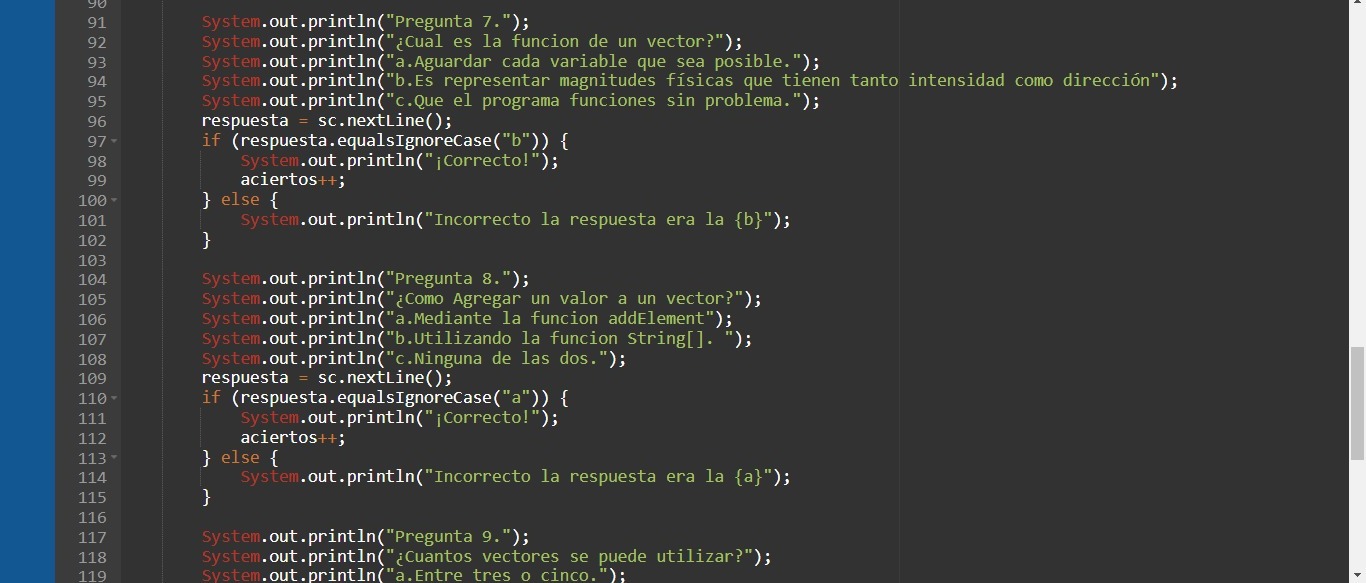 90
91 System.out.println("Pregunta 7.");
92 System.out.println("¿Cual es la funcion de un vector?");
93 System.out.println("a.Aguardar cada variable que sea posible.");
94 System.out.println("b.Es representar magnitudes físicas que tienen tanto intensidad como dirección");
95 System.out.println("c.Que el programa funciones sin problema.");
96 respuesta = sc.nextLine();
97 if (respuesta.equalsIgnoreCase("b")) {
98 System.out.println("¡Correcto!");
99 aciertos++;
100 } else {
101 System.out.println("Incorrecto la respuesta era la {b}");
102 }
103
104 System.out.println("Pregunta 8.");
105 System.out.println("¿Como Agregar un valor a un vector?");
106 System.out.println("a.Mediante la funcion addElement");
107 System.out.println("b.Utilizando la funcion String[]. ");
108 System.out.println("c.Ninguna de las dos.");
109 respuesta = sc.nextLine();
110 if (respuesta.equalsIgnoreCase("a")) {
111 System.out.println("¡Correcto!");
112 aciertos++;
113 } else {
114 System.out.println("Incorrecto la respuesta era la {a}");
115 }
116
117 System.out.println("Pregunta 9.");
118 System.out.println("¿Cuantos vectores se puede utilizar?");
119 System.out.println("a.Entre tres o cinco.");